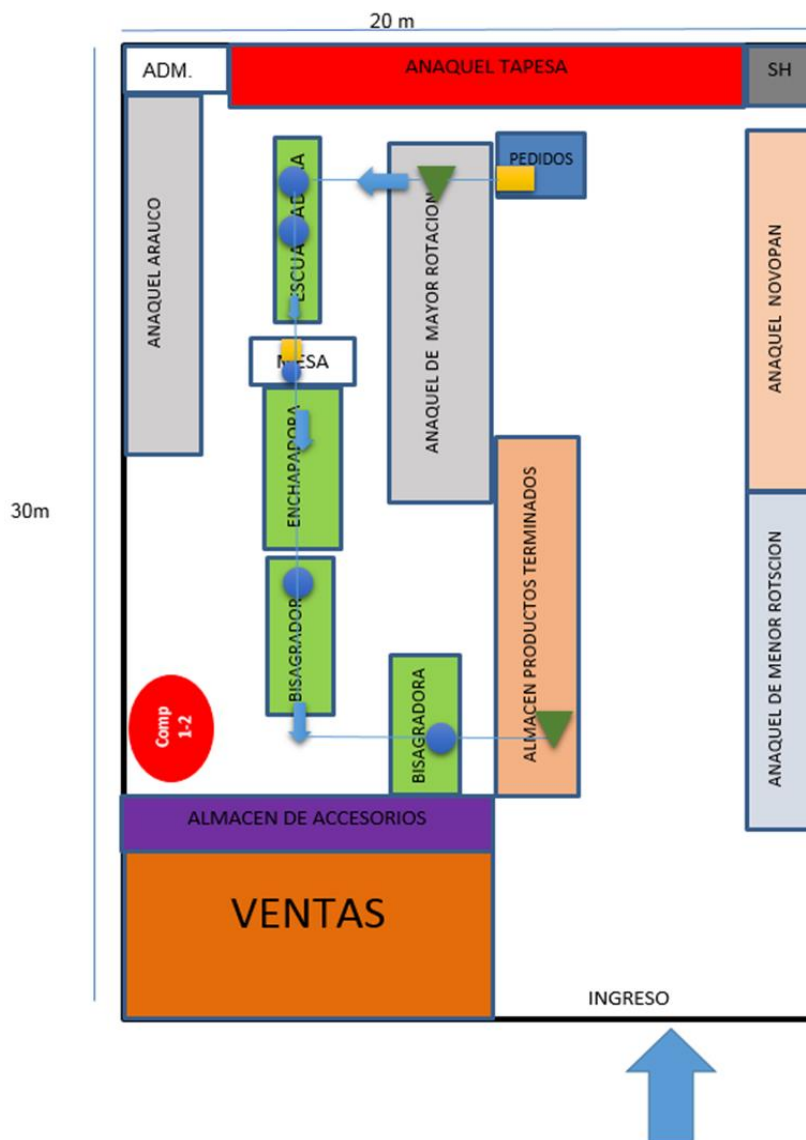 20 m
ADM.
ANAQUEL TAPESA
SH
PEDIDOS
ANAQUEL ARAUCO
ANAQUEL DE MAYOR ROTACION
ANAQUEL NOVOPAN
MESA
ENCHAPADORA
30m
ALMACEN PRODUCTOS TERMINADOS
BISAGRADORA
BISAGRADORA
ANAQUEL DE MENOR ROTSCION
Comp
1-2
ALMACEN DE ACCESORIOS
VENTAS
INGRESO